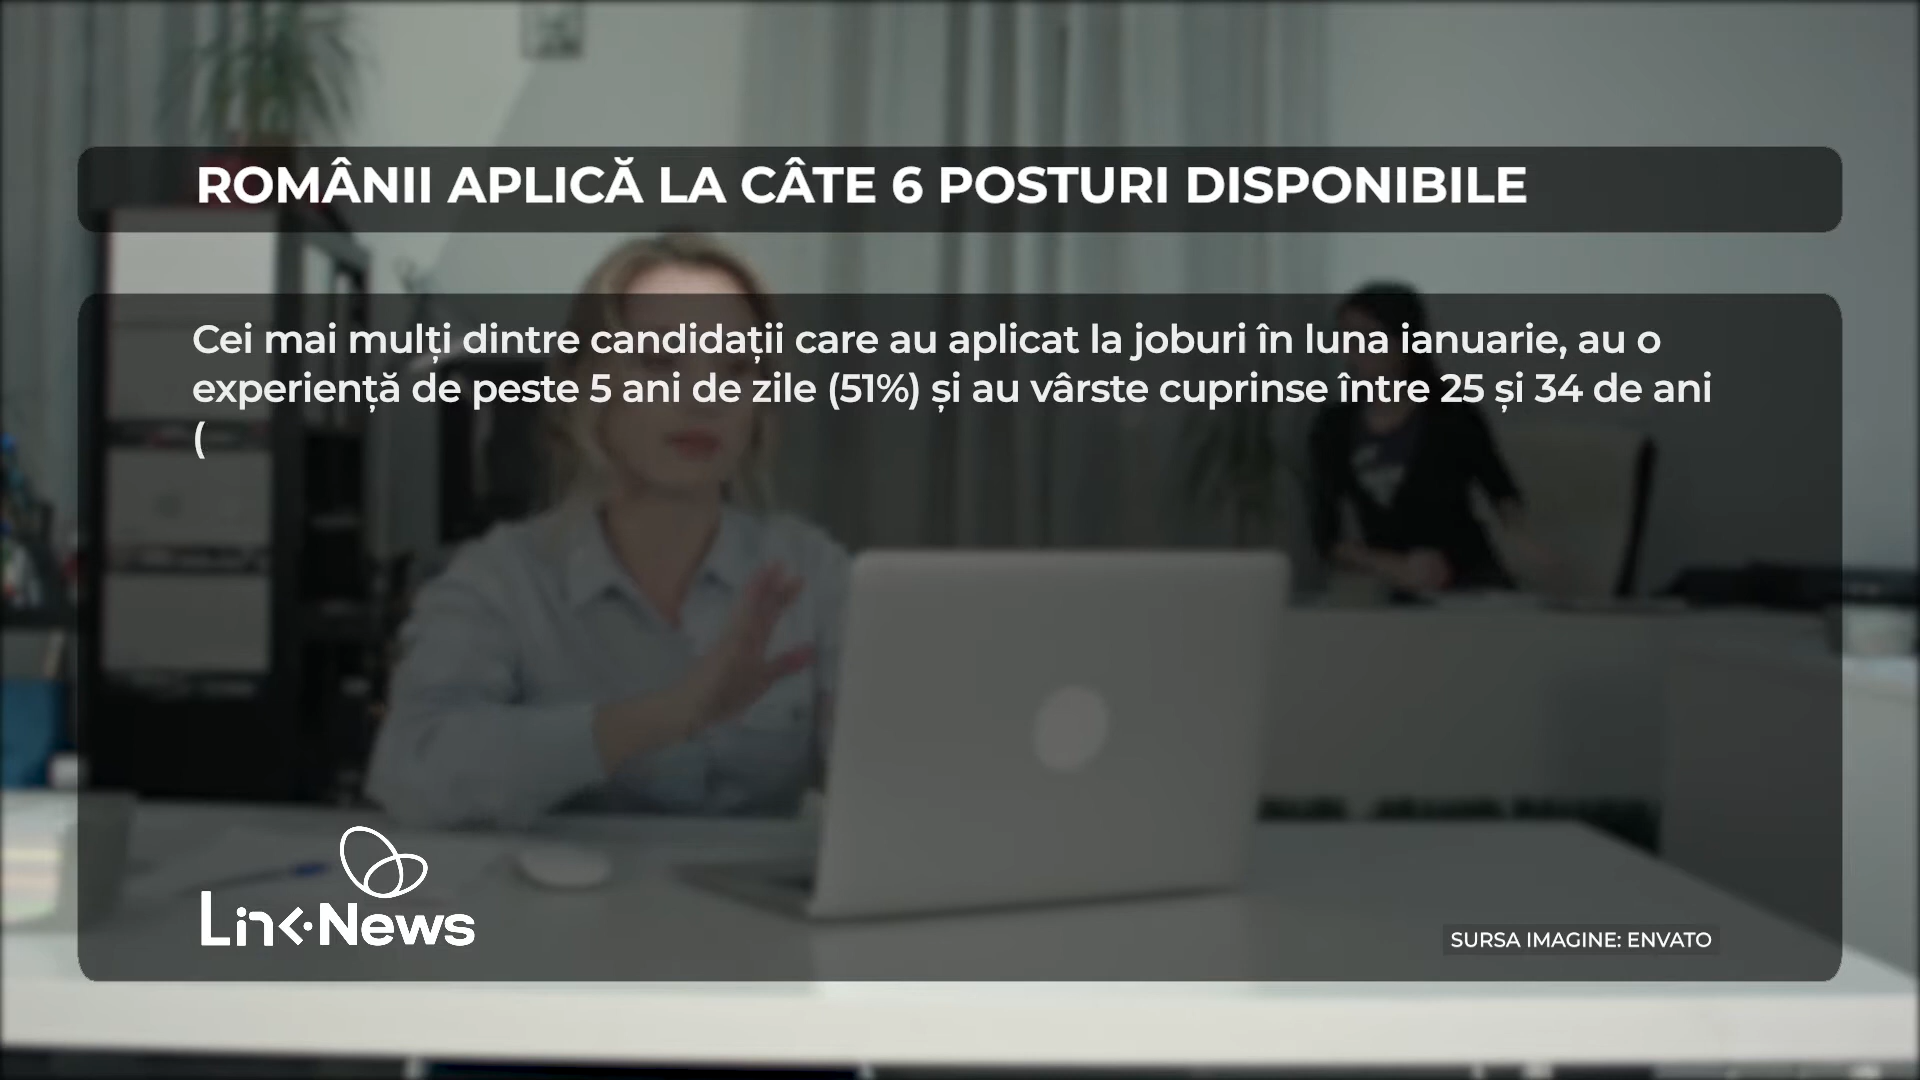 ROMÂNII APLICĂ LA CÂTE 6 POSTURI DISPONIBILE
Cei mai mulți dintre candidații care au aplicat la joburi în luna ianuarie, au o
experiență de peste 5 ani de zile (51%) și au vârste cuprinse între 25 și 34 de ani
(
Link News
SURSA IMAGINE: ENVATO